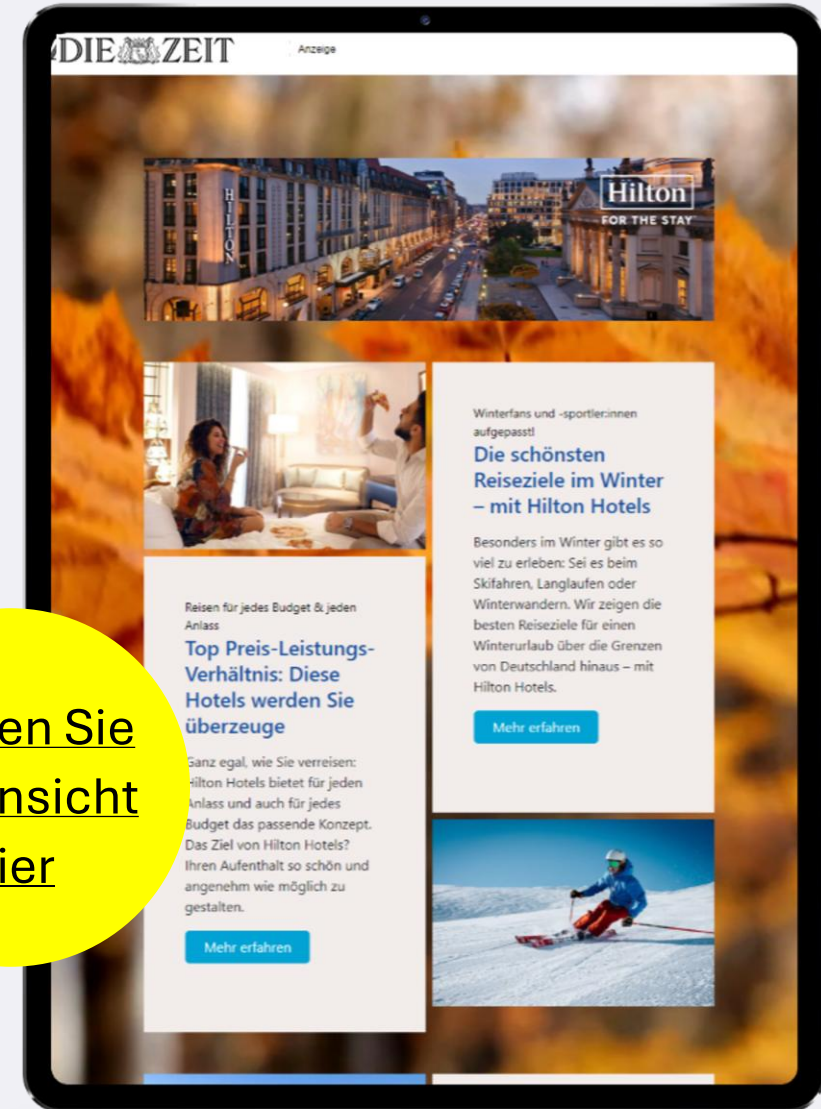 DIE ZEIT
Anzeige
HILTON
Hilton
FOR THE STAY
Winterfans und -sportler:innen
aufgepasst!
Die schönsten
Reiseziele im Winter
– mit Hilton Hotels
Besonders im Winter gibt es so
viel zu erleben: Sei es beim
Skifahren, Langlaufen oder
Winterwandern. Wir zeigen die
besten Reiseziele für einen
Winterurlaub über die Grenzen
von Deutschland hinaus – mit
Hilton Hotels.
Mehr erfahren
Reisen für jedes Budget & jeden
Anlass
Top Preis-Leistungs-
Verhältnis: Diese
Hotels werden Sie
überzeuge
Ganz egal, wie Sie verreisen:
Hilton Hotels bietet für jeden
Anlass und auch für jedes
Budget das passende Konzept.
Das Ziel von Hilton Hotels?
Ihren Aufenthalt so schön und
angenehm wie möglich zu
gestalten.
Mehr erfahren
en Sie
nsicht
ier